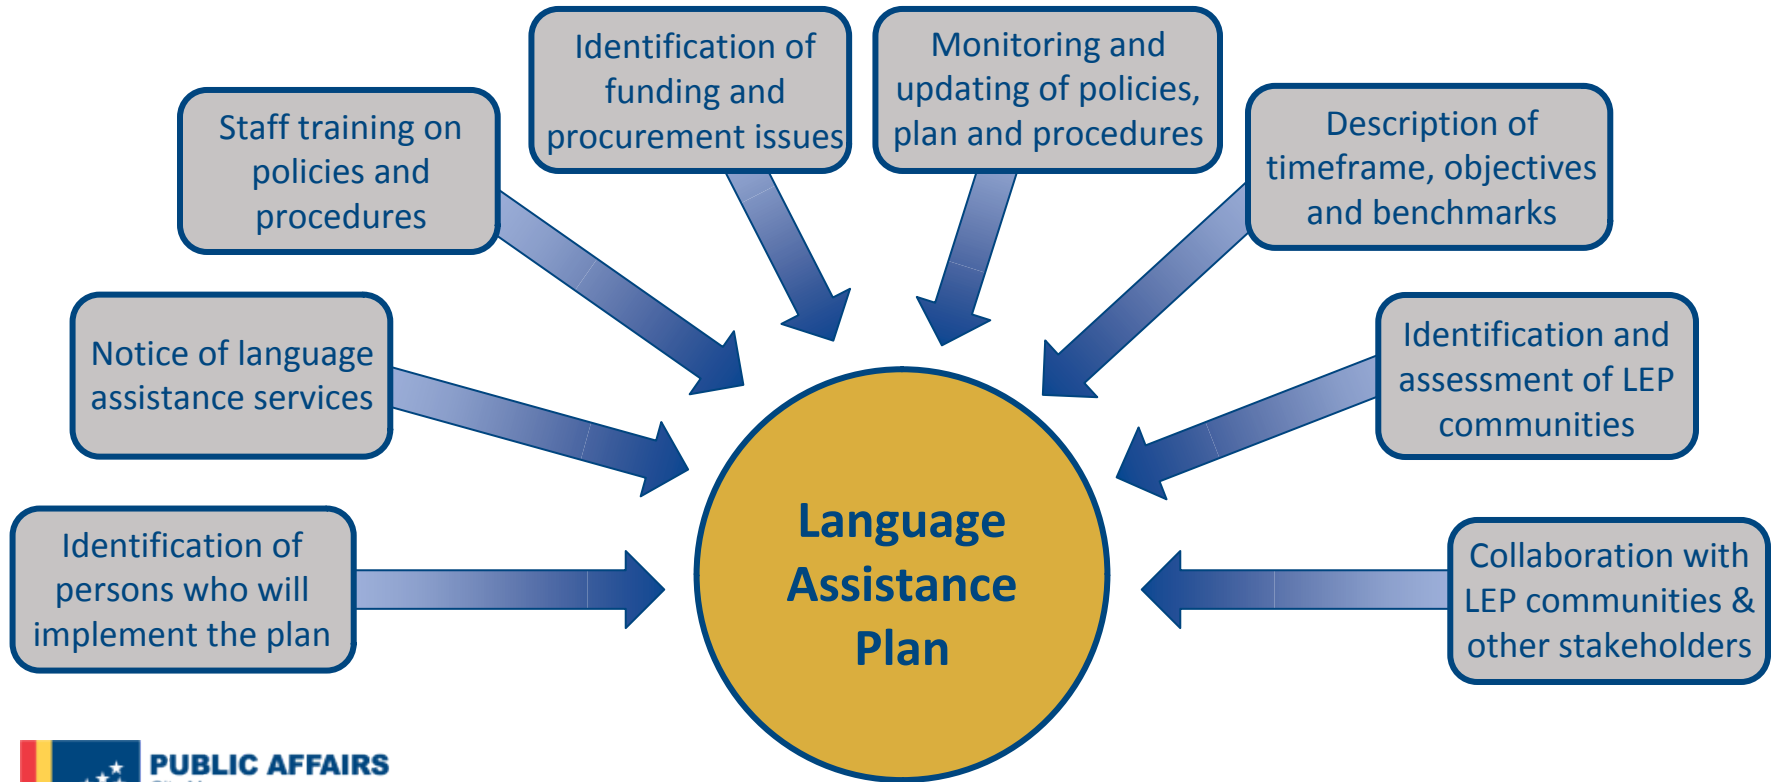 Identification of
funding and
procurement issues
Monitoring and
updating of policies,
plan and procedures
Staff training on
policies and
procedures
Description of
timeframe, objectives
and benchmarks
Notice of language
assistance services
Identification and
assessment of LEP
communities
Identification of
persons who will
implement the plan
Language
Assistance
Plan
Collaboration with
LEP communities &
other stakeholders
PUBLIC AFFAIRS